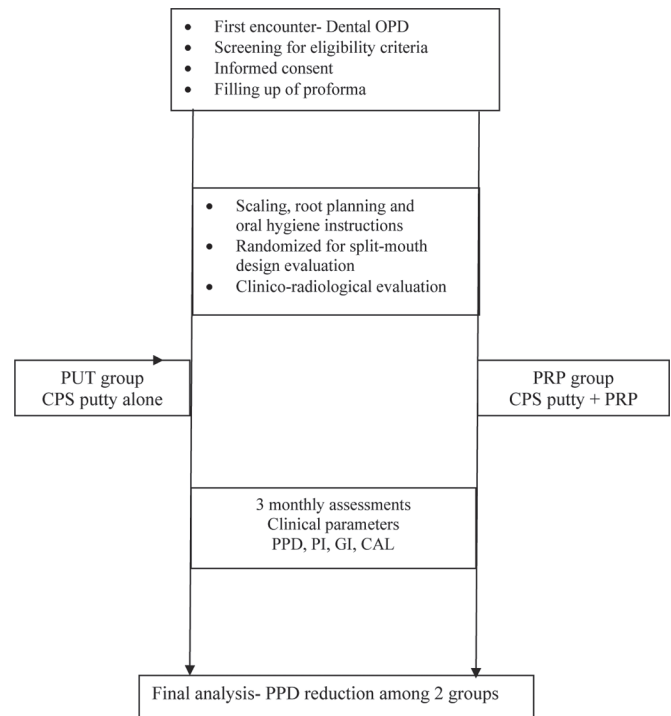 • First encounter- Dental OPD
• Screening for eligibility criteria
• Informed consent
• Filling up of proforma
• Scaling, root planning and
oral hygiene instructions
• Randomized for split-mouth
design evaluation
• Clinico-radiological evaluation
PUT group
CPS putty alone
PRP group
CPS putty + PRP
3 monthly assessments
Clinical parameters
PPD, PI, GI, CAL
Final analysis- PPD reduction among 2 groups